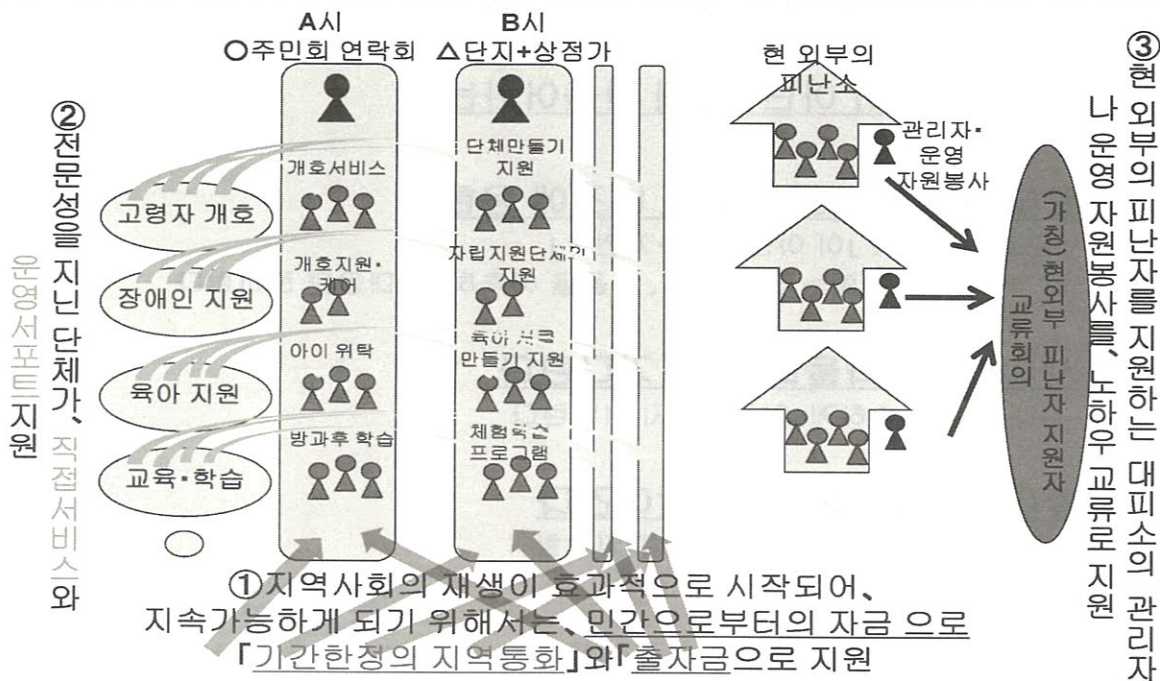 A시
○주민회 연락회
B시
△단지+상점가
②전문성을 지닌 단체가、직접서비스와
운영서포트지원
고령자 개호
장애인 지원
육아 지원
교육·학습
개호서비스
개호지원·
케어
아이 위탁
방과후 학습
단체만들기
지원
자립지원단체의
지원
육아 서클
만들기 지원
체험학습
프로그램
현 외부의
피난소
관리자·
운영
자원봉사
(가칭)현외부 피난자 지원자
교류회의
③현 외부의 피난자를 지원하는 대피소의 관리자
나 운영 자원봉사를、노하우 교류로 지원
①지역사회의 재생이 효과적으로 시작되어、
지속가능하게 되기 위해서는、민간으로부터의 자금 으로
「기간한정의 지역통화」와「출자금으로 지원